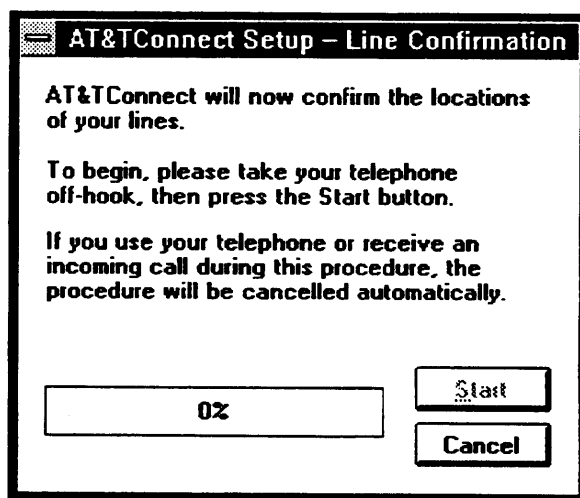 AT&TConnect Setup – Line Confirmation
AT&TConnect will now confirm the locations
of your lines.
To begin, please take your telephone
off-hook, then press the Start button.
If you use your telephone or receive an
incoming call during this procedure, the
procedure will be cancelled automatically.
0%
Start
Cancel